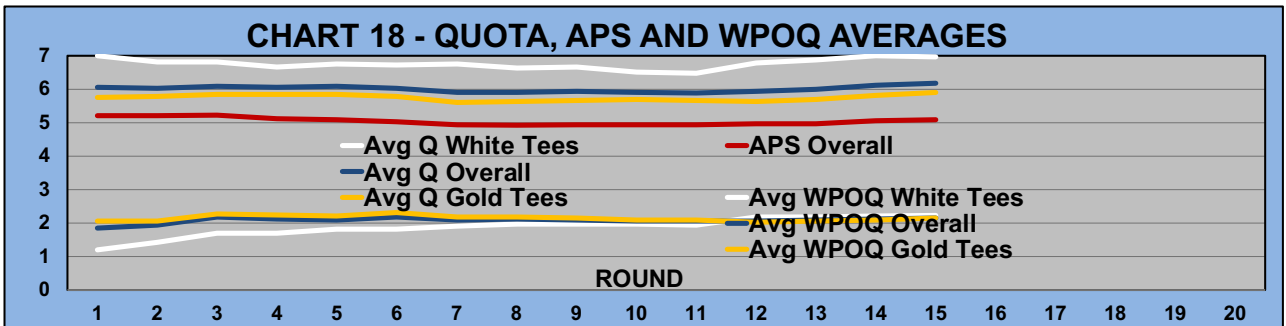 CHART 18 - QUOTA, APS AND WPOQ AVERAGES
7
6
5
4
3
2
1
0
Avg Q White Tees APS Overall
Avg Q Overall
Avg Q Gold Tees Avg WPOQ White Tees
Avg WPOQ Overall
Avg WPOQ Gold Tees
ROUND
1 2 3 4 5 6 7 8 9 10 11 12 13 14 15 16 17 18 19 20